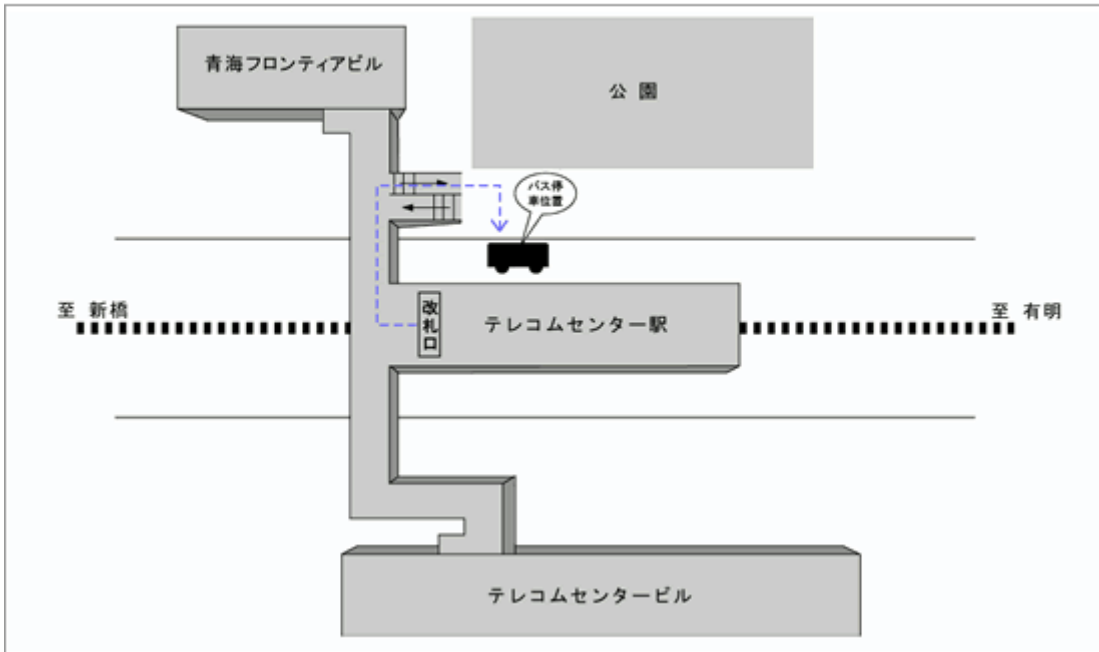 青海フロンティアビル
公 園
バス停
車位置
至 新橋
改札口
テレコムセンター駅
至 有明
テレコムセンタービル